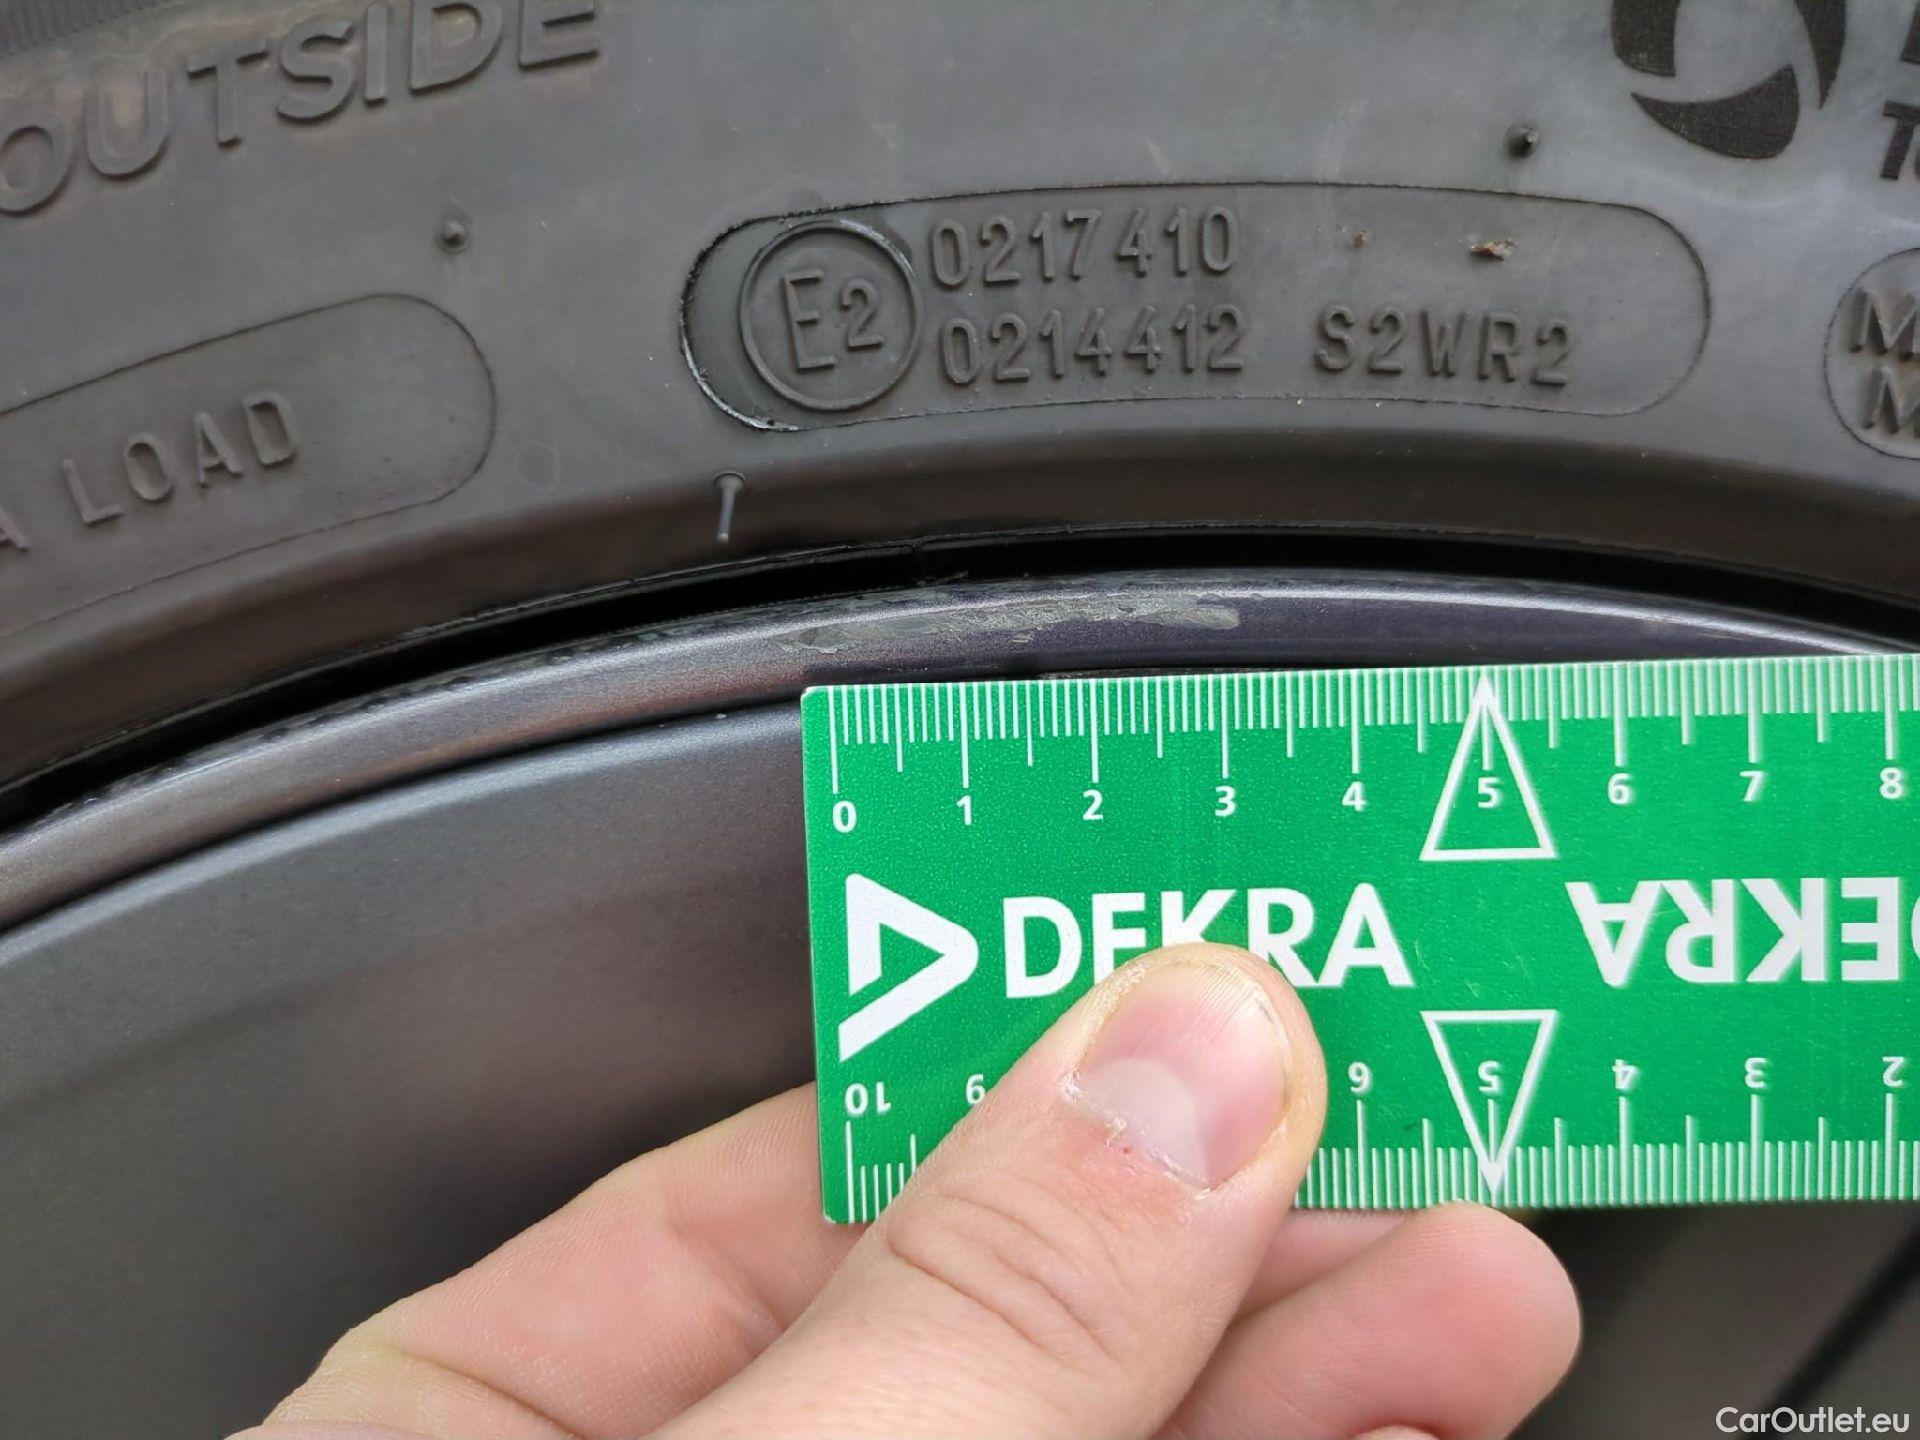 OUTSIDE
E2 0217410
0214412 S2WR2
LOAD
0 1 2 3 4 5 6 7 8
DEKRA DEKRA
10 9 6 5 4 3 2
CarOutlet.eu